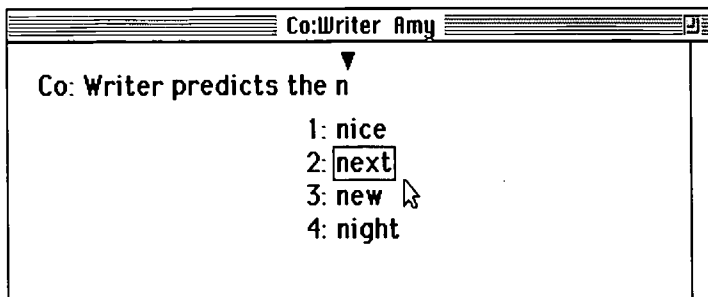 Co:Writer Amy
Co: Writer predicts the n
1: nice
2: next
3: new
4: night